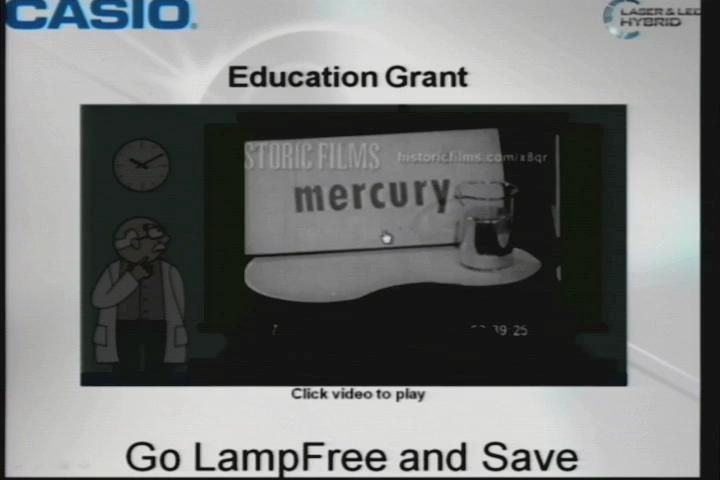 CASIO.
LASER & LED
HYBRID
Education Grant
STORIC FILMS
historicfilms.com/x8qr
mercury
39:25
Click video to play
Go LampFree and Save